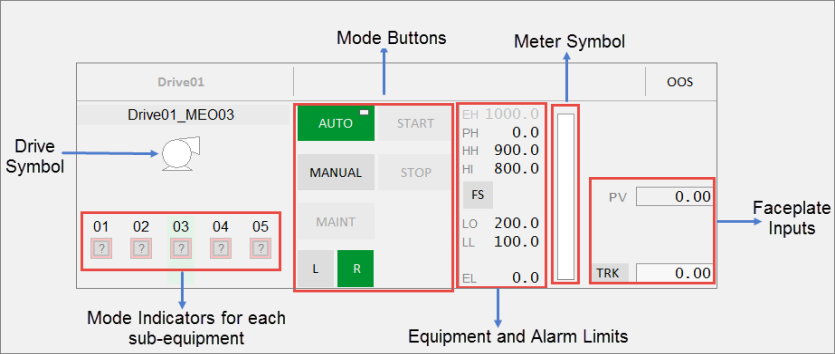 Mode Buttons
Meter Symbol
Drive01
OOS
Drive01_MEO03
Drive
Symbol
AUTO
START
MANUAL
STOP
MAINT
L
R
EH 1000.0
PH 0.0
HH 900.0
HI 800.0
FS
LO 200.0
LL 100.0
EL 0.0
PV 0.00
TRK 0.00
Faceplate
Inputs
01 02 03 04 05
? ? ? ? ?
Mode Indicators for each
sub-equipment
Equipment and Alarm Limits